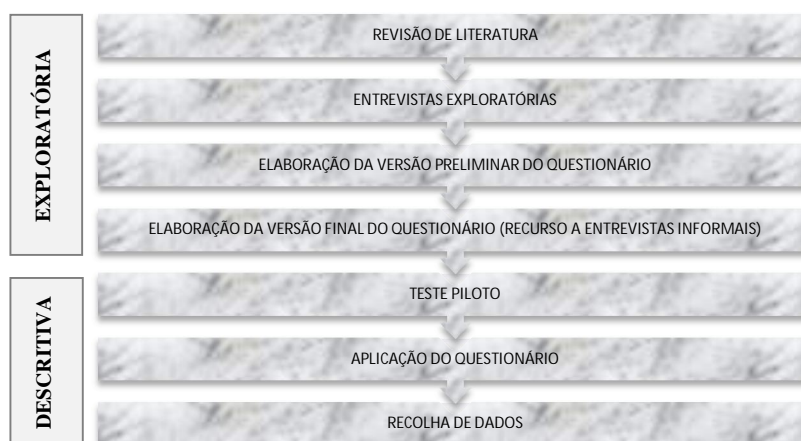 EXPLORATÓRIA
REVISÃO DE LITERATURA
ENTREVISTAS EXPLORATÓRIAS
ELABORAÇÃO DA VERSÃO PRELIMINAR DO QUESTIONÁRIO
ELABORAÇÃO DA VERSÃO FINAL DO QUESTIONÁRIO (RECURSO A ENTREVISTAS INFORMAIS)
DESCRITIVA
TESTE PILOTO
APLICAÇÃO DO QUESTIONÁRIO
RECOLHA DE DADOS